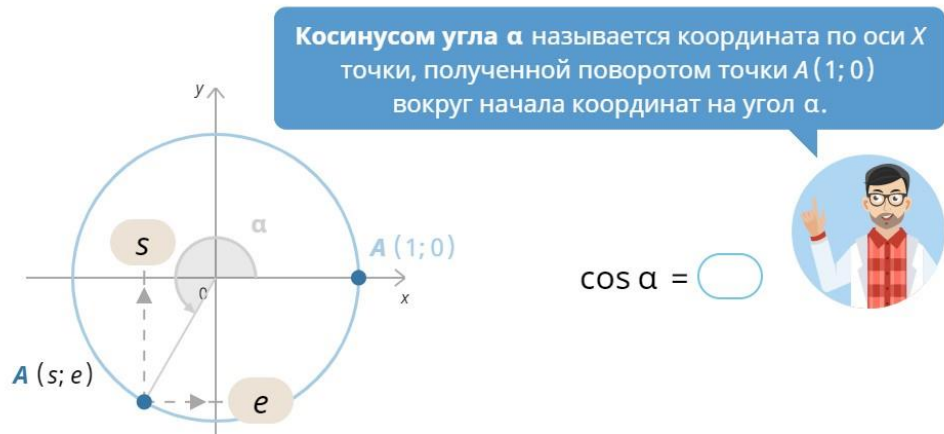 Косинусом угла α называется координата по оси X
точки, полученной поворотом точки A(1; 0)
вокруг начала координат на угол α.
y
α
s
A (1; 0)
0
x
cos α =
A (s; e)
e